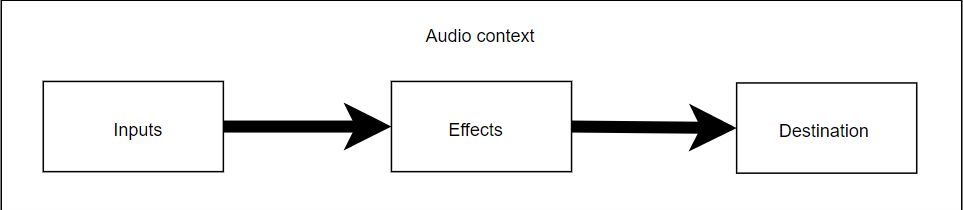 Audio context
Inputs
Effects
Destination